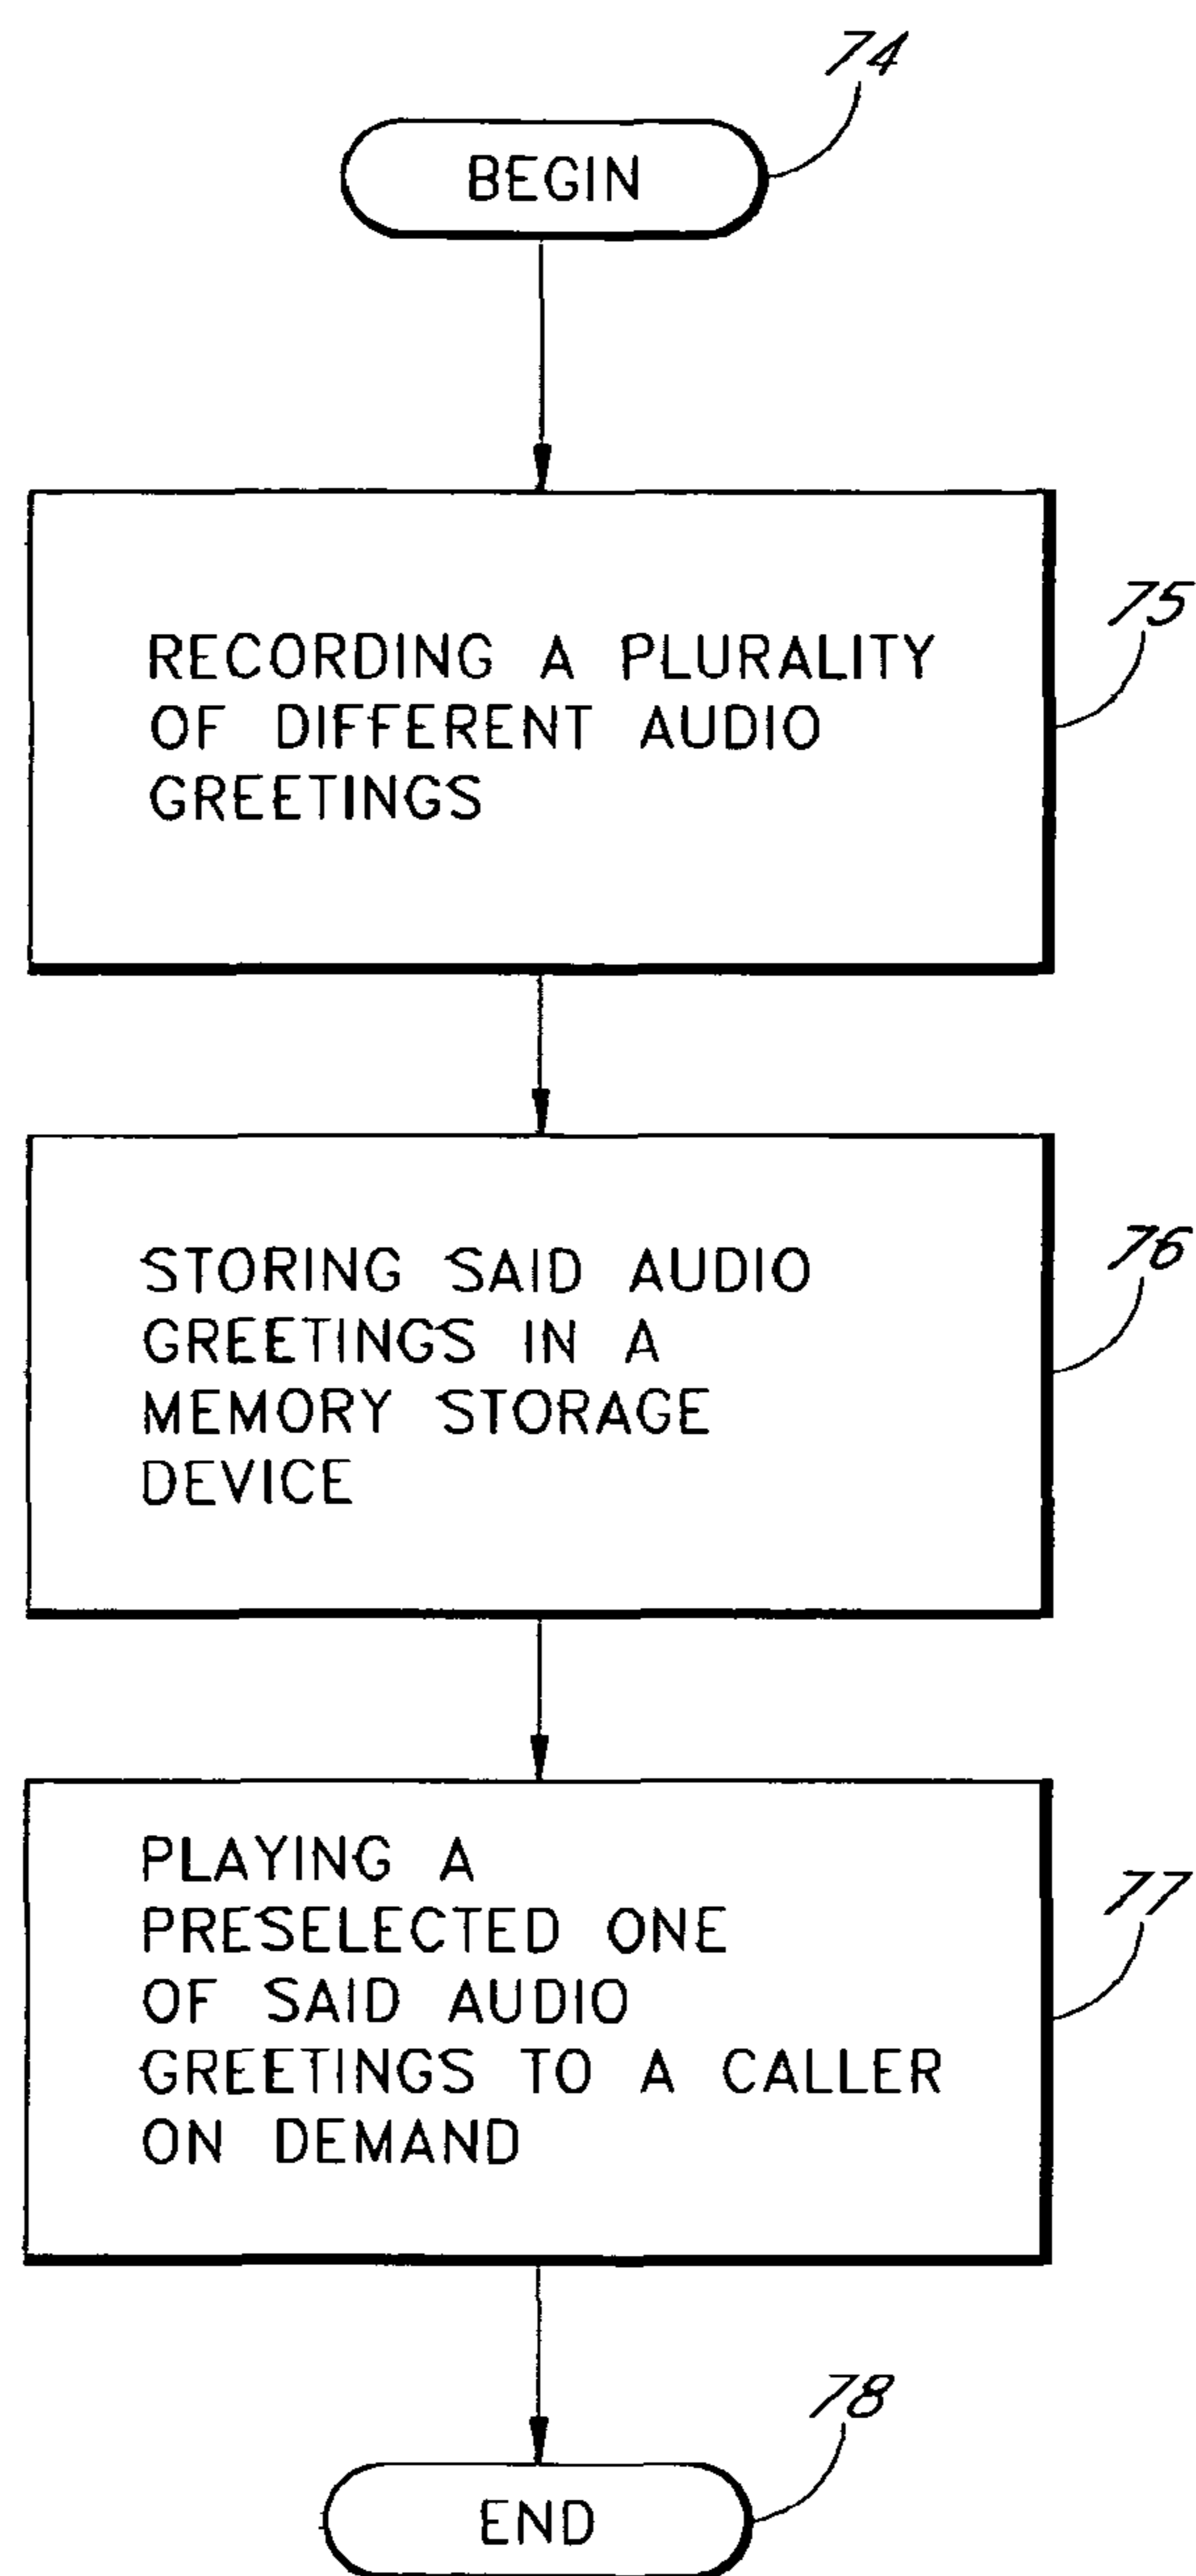 74
BEGIN
75
RECORDING A PLURALITY
OF DIFFERENT AUDIO
GREETINGS
76
STORING SAID AUDIO
GREETINGS IN A
MEMORY STORAGE
DEVICE
77
PLAYING A
PRESELECTED ONE
OF SAID AUDIO
GREETINGS TO A CALLER
ON DEMAND
78
END